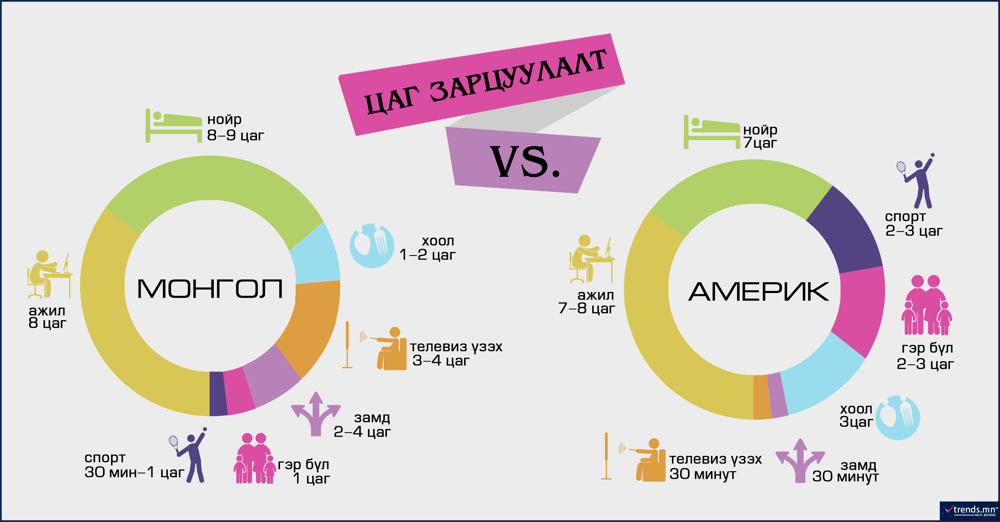 ЦАГ ЗАРЦУУЛАЛТ
VS.
нойр
8–9 цаг
хоол
1–2 цаг
МОНГОЛ
ажил
8 цаг
телевиз үзэх
3–4 цаг
замд
2–4 цаг
спорт
30 мин–1 цаг
гэр бүл
1 цаг
нойр
7цаг
спорт
2–3 цаг
АМЕРИК
ажил
7–8 цаг
гэр бүл
2–3 цаг
хоол
3цаг
телевиз үзэх
30 минут
замд
30 минут
trends.mn™
FACTS RESTATED